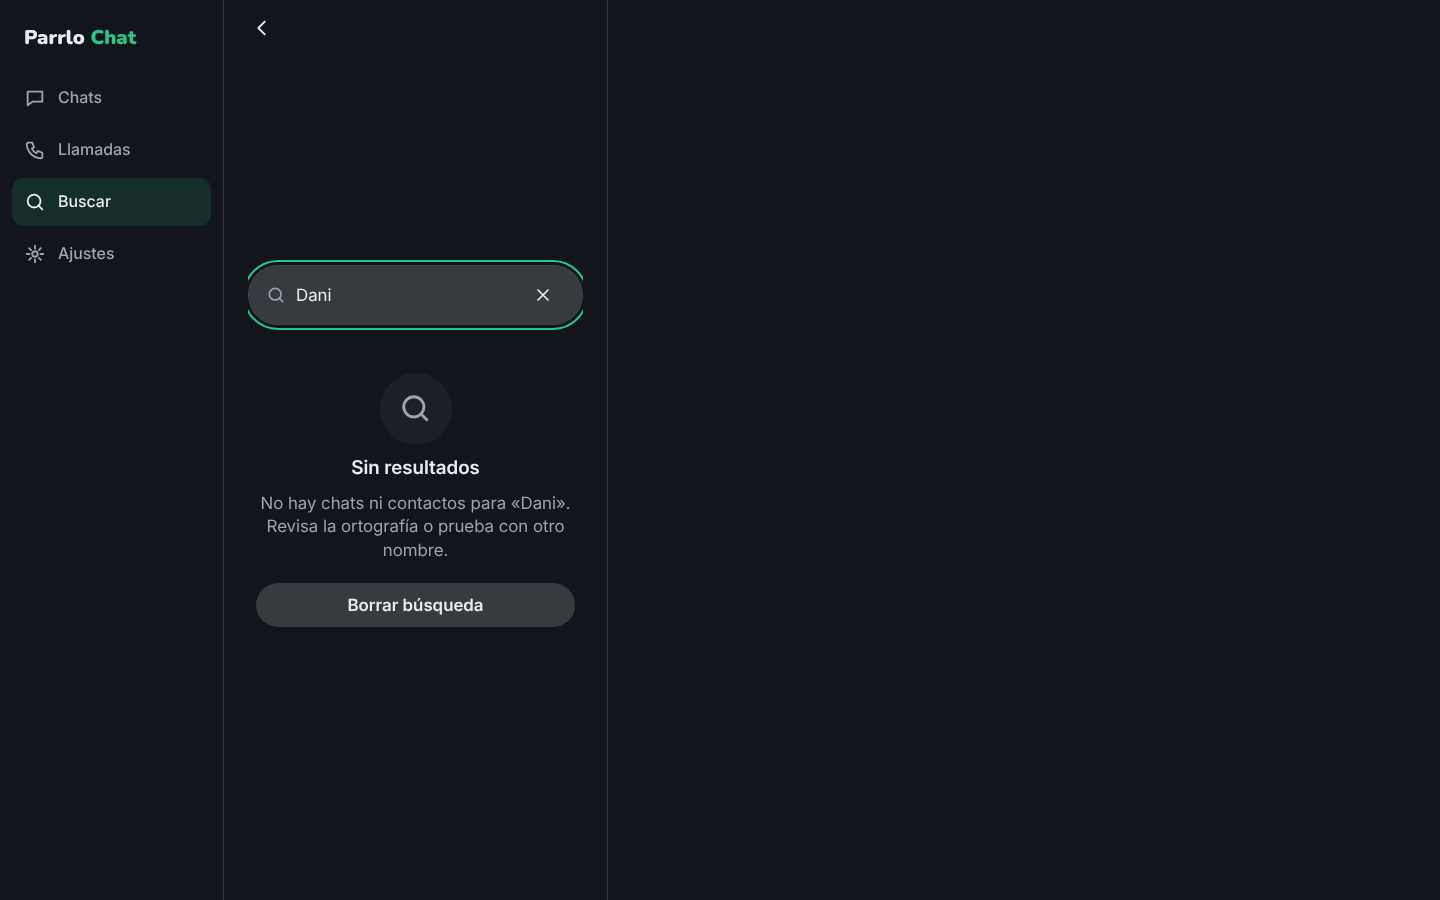 Parrlo Chat
Chats
Llamadas
Buscar
Ajustes
Dani
Sin resultados
No hay chats ni contactos para «Dani».
Revisa la ortografía o prueba con otro
nombre.
Borrar búsqueda